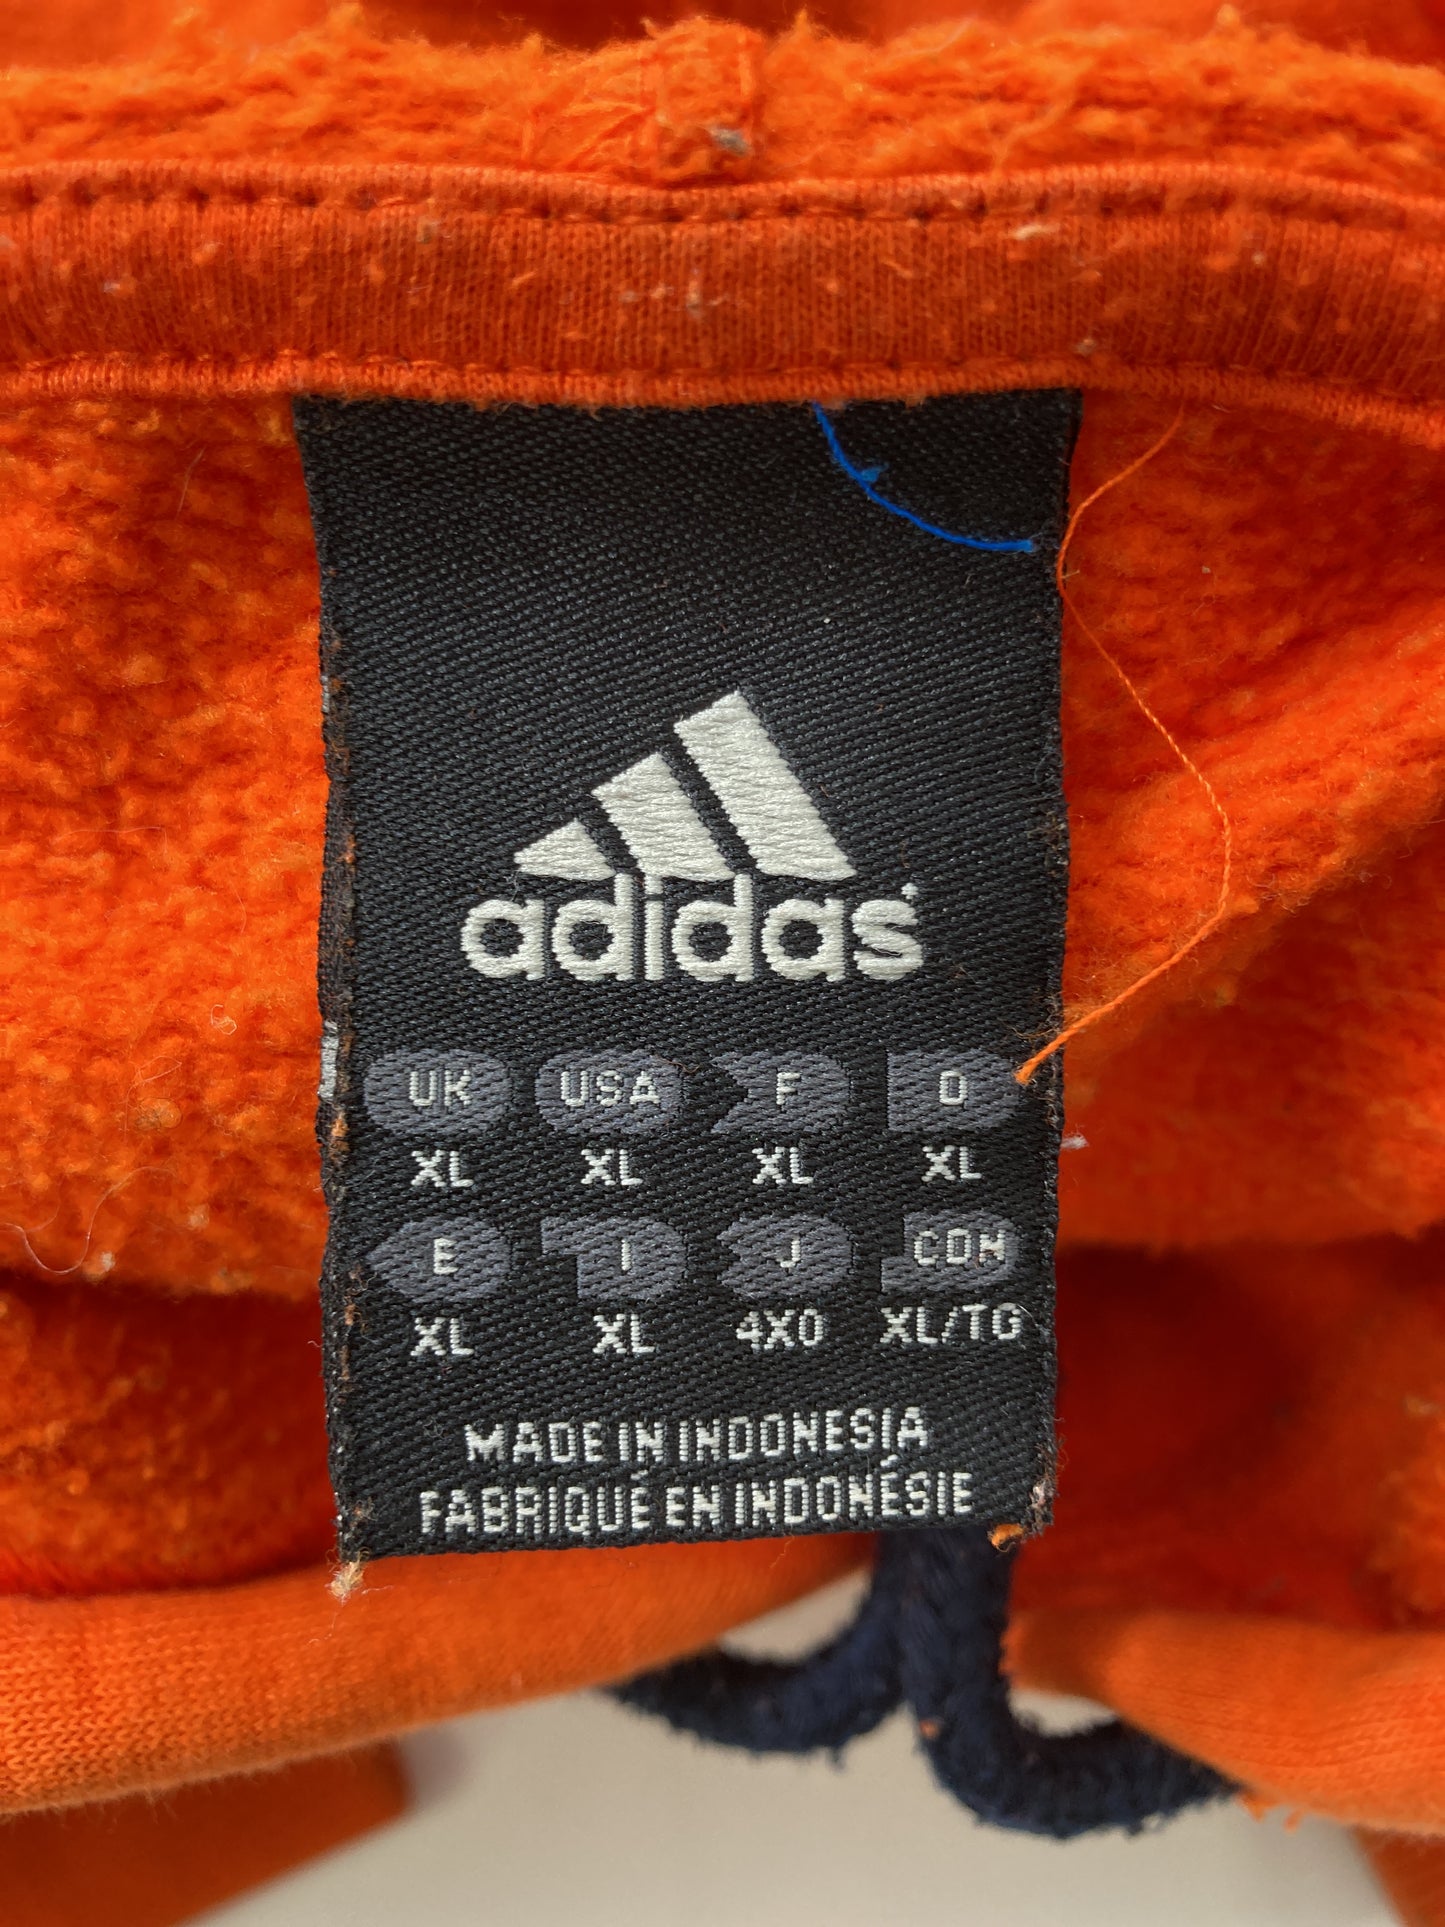 adidas
UK USA F D
XL XL XL XL
E I J CDN
XL XL 4XO XL/TG
MADE IN INDONESIA
FABRIQUÉ EN INDONÉSIE